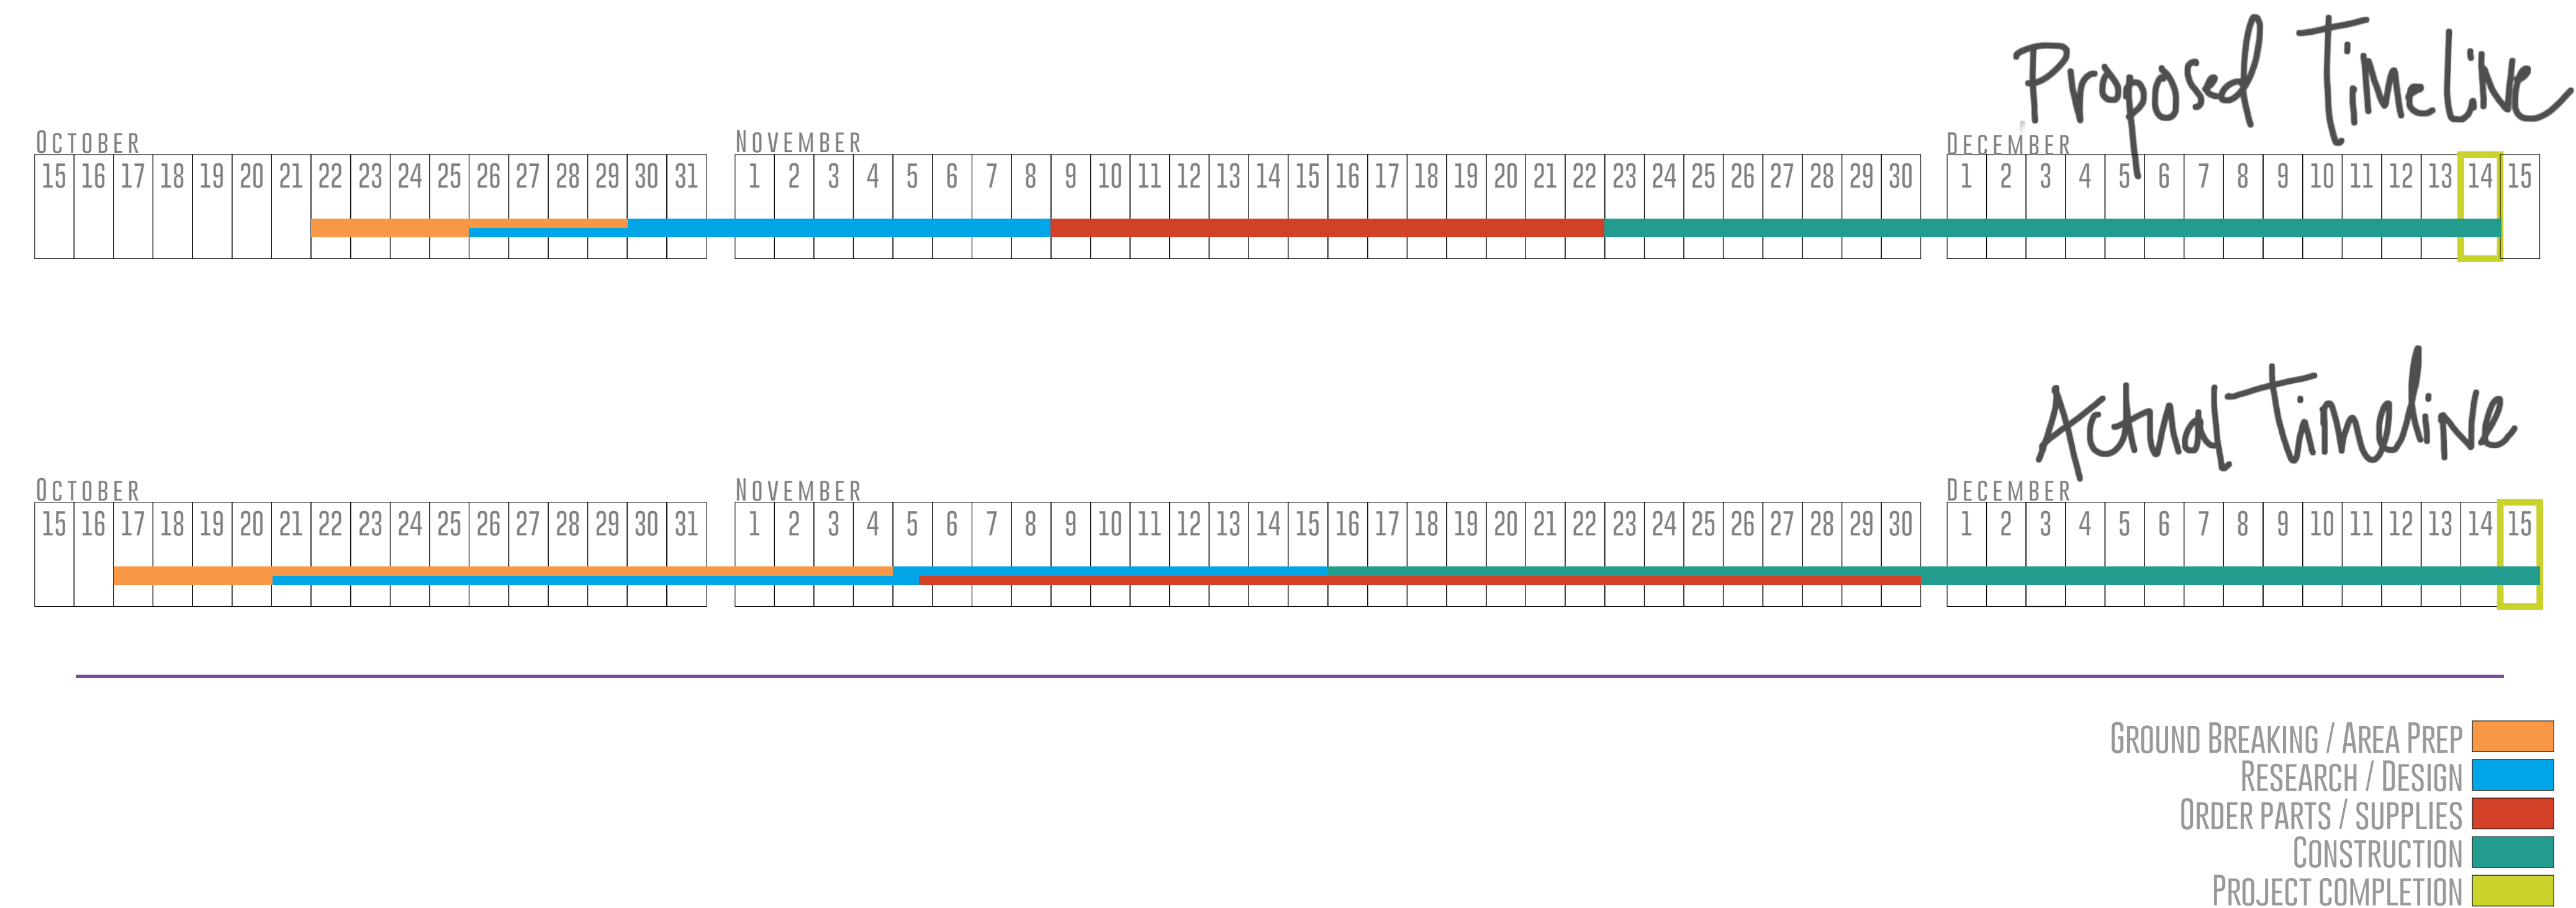 Proposed TimeLiNe
OCTOBER NOVEMBER DECEMBER
15 16 17 18 19 20 21 22 23 24 25 26 27 28 29 30 31 1 2 3 4 5 6 7 8 9 10 11 12 13 14 15 16 17 18 19 20 21 22 23 24 25 26 27 28 29 30 1 2 3 4 5 6 7 8 9 10 11 12 13 14 15
Actual TimeliNe
OCTOBER NOVEMBER DECEMBER
15 16 17 18 19 20 21 22 23 24 25 26 27 28 29 30 31 1 2 3 4 5 6 7 8 9 10 11 12 13 14 15 16 17 18 19 20 21 22 23 24 25 26 27 28 29 30 1 2 3 4 5 6 7 8 9 10 11 12 13 14 15
GROUND BREAKING / AREA PREP
RESEARCH / DESIGN
ORDER PARTS / SUPPLIES
CONSTRUCTION
PROJECT COMPLETION